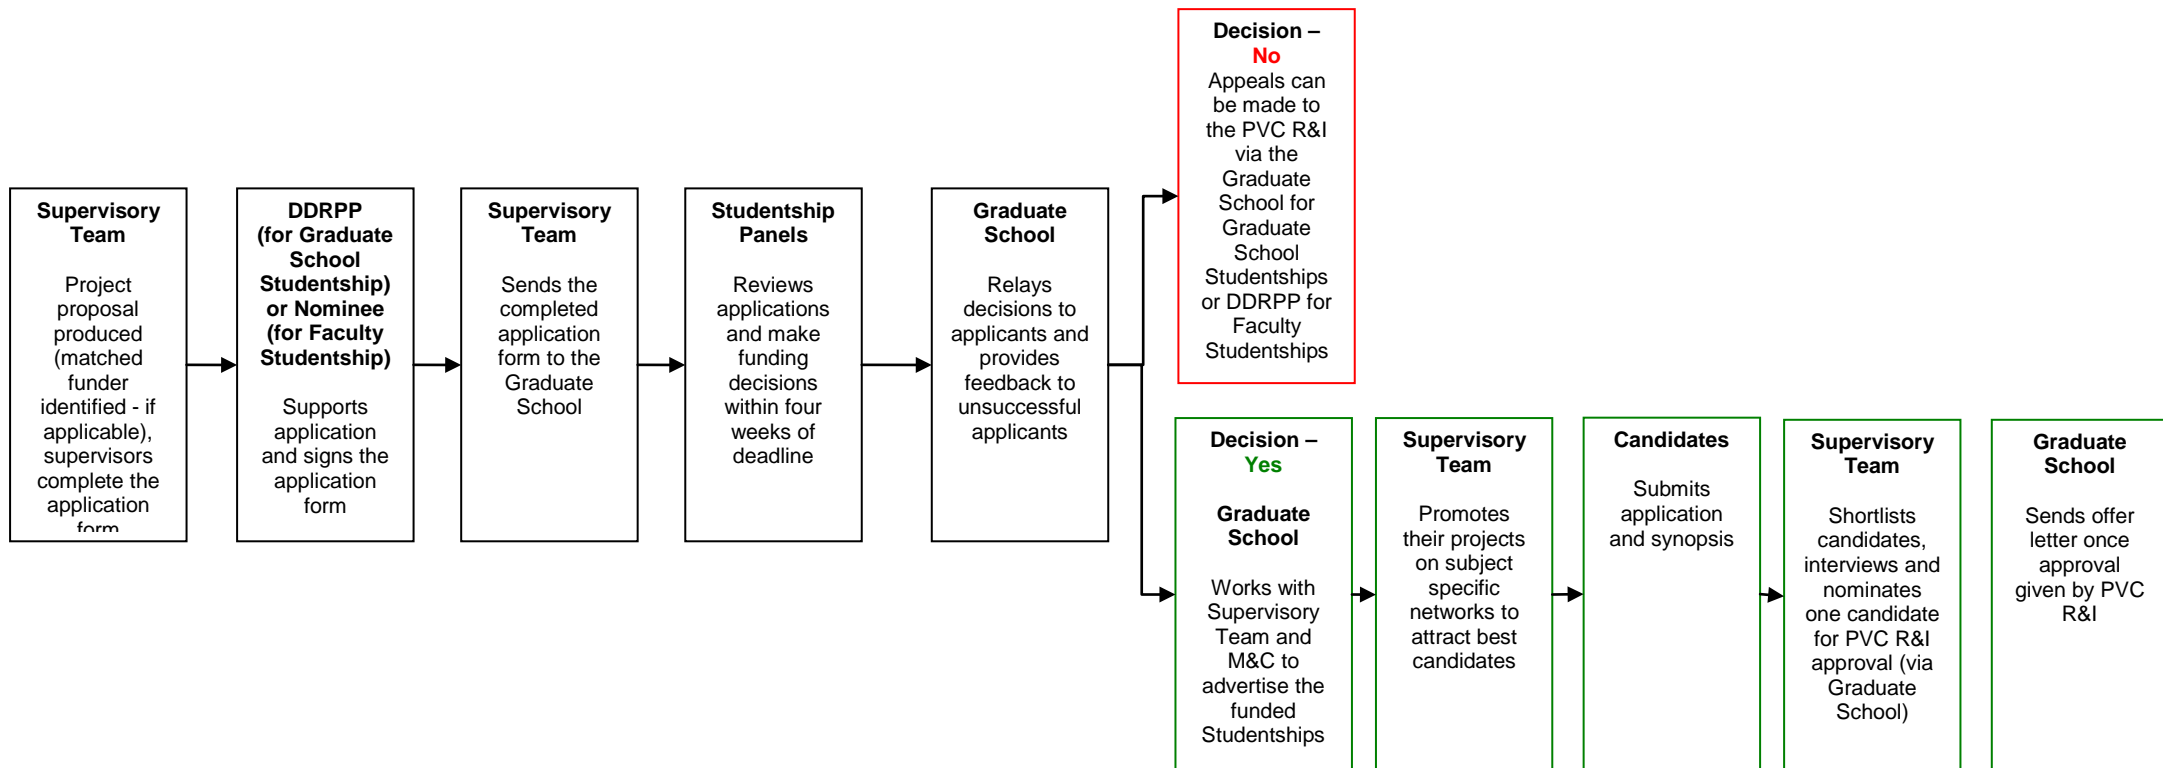 Supervisory
Team
Project
proposal
produced
(matched
funder
identified - if
applicable),
supervisors
complete the
application
form
DDRPP
(for Graduate
School
Studentship)
or Nominee
(for Faculty
Studentship)
Supports
application
and signs the
application
form
Supervisory
Team
Sends the
completed
application
form to the
Graduate
School
Studentship
Panels
Reviews
applications
and make
funding
decisions
within four
weeks of
deadline
Graduate
School
Relays
decisions to
applicants and
provides
feedback to
unsuccessful
applicants
Decision –
No
Appeals can
be made to
the PVC R&I
via the
Graduate
School for
Graduate
School
Studentships
or DDRPP for
Faculty
Studentships
Decision –
Yes
Graduate
School
Works with
Supervisory
Team and
M&C to
advertise the
funded
Studentships
Supervisory
Team
Promotes
their projects
on subject
specific
networks to
attract best
candidates
Candidates
Submits
application
and synopsis
Supervisory
Team
Shortlists
candidates,
interviews and
nominates
one candidate
for PVC R&I
approval (via
Graduate
School)
Graduate
School
Sends offer
letter once
approval
given by PVC
R&I